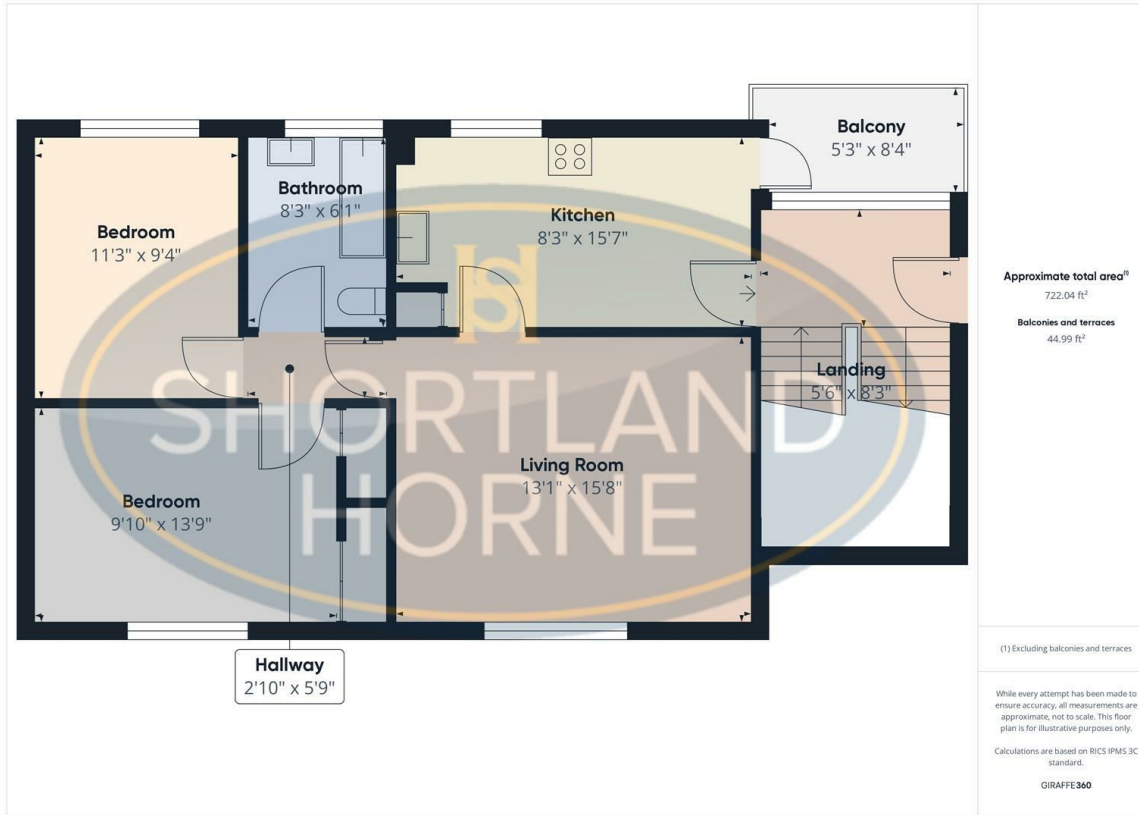 Balcony
5'3" x 8'4"
Bathroom
8'3" x 6'1"
Kitchen
8'3" x 15'7"
Bedroom
11'3" x 9'4"
Landing
5'6" x 8'3"
Living Room
13'1" x 15'8"
Bedroom
9'10" x 13'9"
Hallway
2'10" x 5'9"
SH
SHORTLAND
HORNE
Approximate total area(1)
722.04 ft²
Balconies and terraces
44.99 ft²
(1) Excluding balconies and terraces
While every attempt has been made to
ensure accuracy, all measurements are
approximate, not to scale. This floor
plan is for illustrative purposes only.
Calculations are based on RICS IPMS 3C
standard.
GIRAFFE360